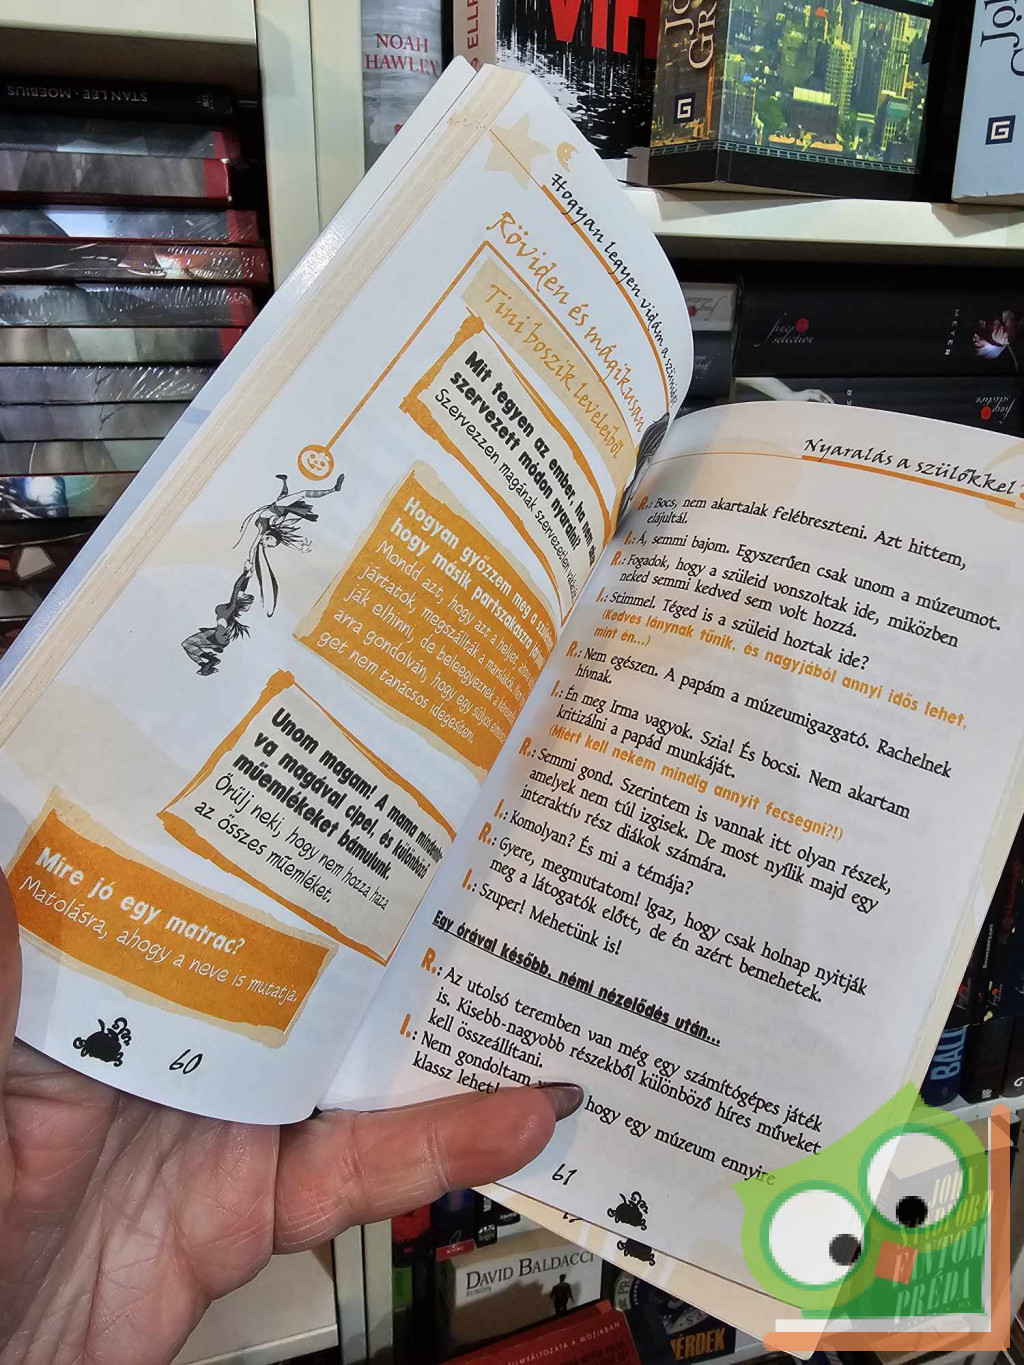 NOAH
HAWLEY
STAN LEE • MOEBIUS
MEYER
Hogyan legyen vidám a szünidő
Röviden és mágikusan
Tini boszik leveleiből
Mit tegyen az ember, ha nem
szervezett módon nyaral?
Szervezzen magának szervezetlen
Hogyan győzzem meg a szüleimet
hogy másik partszakaszra
Mondd azt, hogy azt a helyet, ahova
jártatok, megszállták a marslakók.
ják elhinni, de beleegyeznek a
arra gondolván, hogy egy súlyos
get nem tanácsos idegesíteni.
Unom magam! A mama mindenho-
va magával cipel, és különböző
műemlékeket bámulunk.
Örülj neki, hogy nem hozza haza
az összes műemléket.
Mire jó egy matrac?
Matolásra, ahogy a neve is mutatja.
60
Nyaralás a szülőkkel
R.: Bocs, nem akartalak felébreszteni. Azt hittem,
elájultál.
I.: Á, semmi bajom. Egyszerűen csak unom a múzeumot.
R.: Fogadok, hogy a szüleid vonszoltak ide, miközben
neked semmi kedved sem volt hozzá.
I.: Stimmel. Téged is a szüleid hoztak ide?
(Kedves lánynak tűnik, és nagyjából annyi idős lehet,
mint én...)
R.: Nem egészen. A papám a múzeumigazgató. Rachelnek
hívnak.
I.: Én meg Irma vagyok. Szia! És bocsi. Nem akartam
kritizálni a papád munkáját.
(Miért kell nekem mindig annyit fecsegni?!)
R.: Semmi gond. Szerintem is vannak itt olyan részek,
amelyek nem túl izgisek. De most nyílik majd egy
interaktív rész diákok számára.
I.: Komolyan? És mi a témája?
R.: Gyere, megmutatom! Igaz, hogy csak holnap nyitják
meg a látogatók előtt, de én azért bemehetek.
I.: Szuper! Mehetünk is!
Egy órával később, némi nézelődés után...
R.: Az utolsó teremben van még egy számítógépes játék
is. Kisebb-nagyobb részekből különböző híres műveket
kell összeállítani.
I.: Nem gondoltam hogy egy múzeum ennyire
klassz lehet!
61
DAVID BALDACCI
FANTOM
PRÉDA